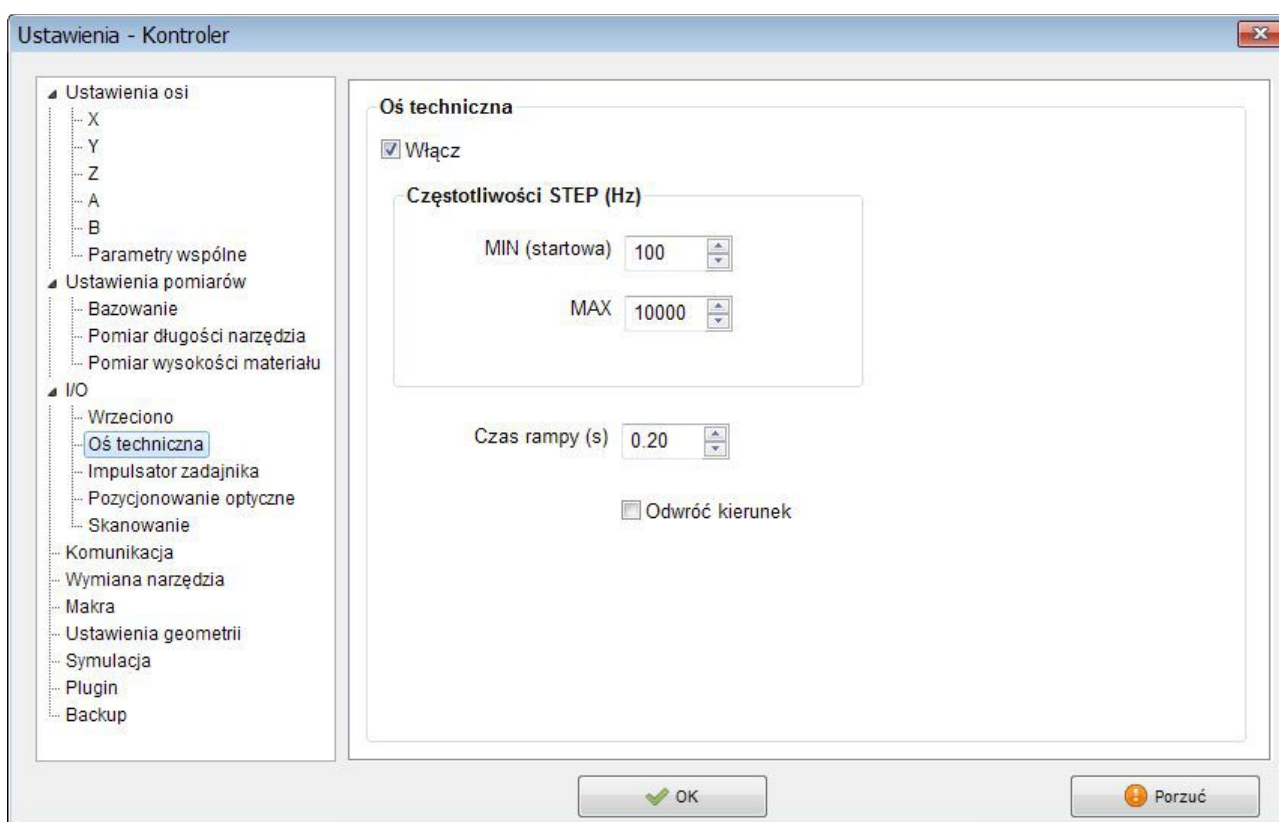 Ustawienia - Kontroler
Ustawienia osi
X
Y
Z
A
B
Parametry wspólne
Ustawienia pomiarów
Bazowanie
Pomiar długości narzędzia
Pomiar wysokości materiału
I/O
Wrzeciono
Oś techniczna
Impulsator zadajnika
Pozycjonowanie optyczne
Skanowanie
Komunikacja
Wymiana narzędzia
Makra
Ustawienia geometrii
Symulacja
Plugin
Backup
Oś techniczna
Włącz
Częstotliwości STEP (Hz)
MIN (startowa) 100
MAX 10000
Czas rampy (s) 0.20
Odwróć kierunek
OK
Porzuć